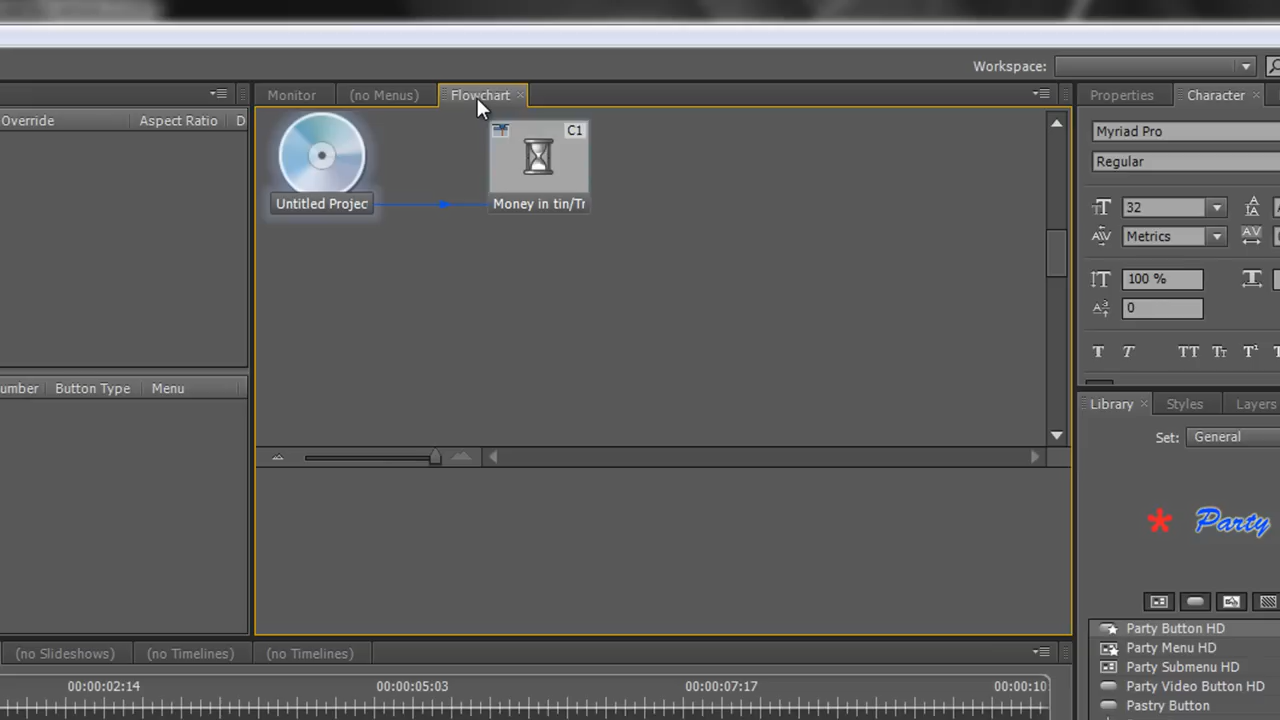 Workspace:
Monitor
(no Menus)
Flowchart
Properties
Character
Override
Aspect Ratio
D
C1
Untitled Projec
Money in tin/Tr
Myriad Pro
Regular
32
Metrics
100 %
0
umber
Button Type
Menu
Library
Styles
Layers
Set:
General
Party
Party Button HD
Party Menu HD
Party Submenu HD
Party Video Button HD
Pastry Button
(no Slideshows)
(no Timelines)
(no Timelines)
00:00:02:14
00:00:05:03
00:00:07:17
00:00:10